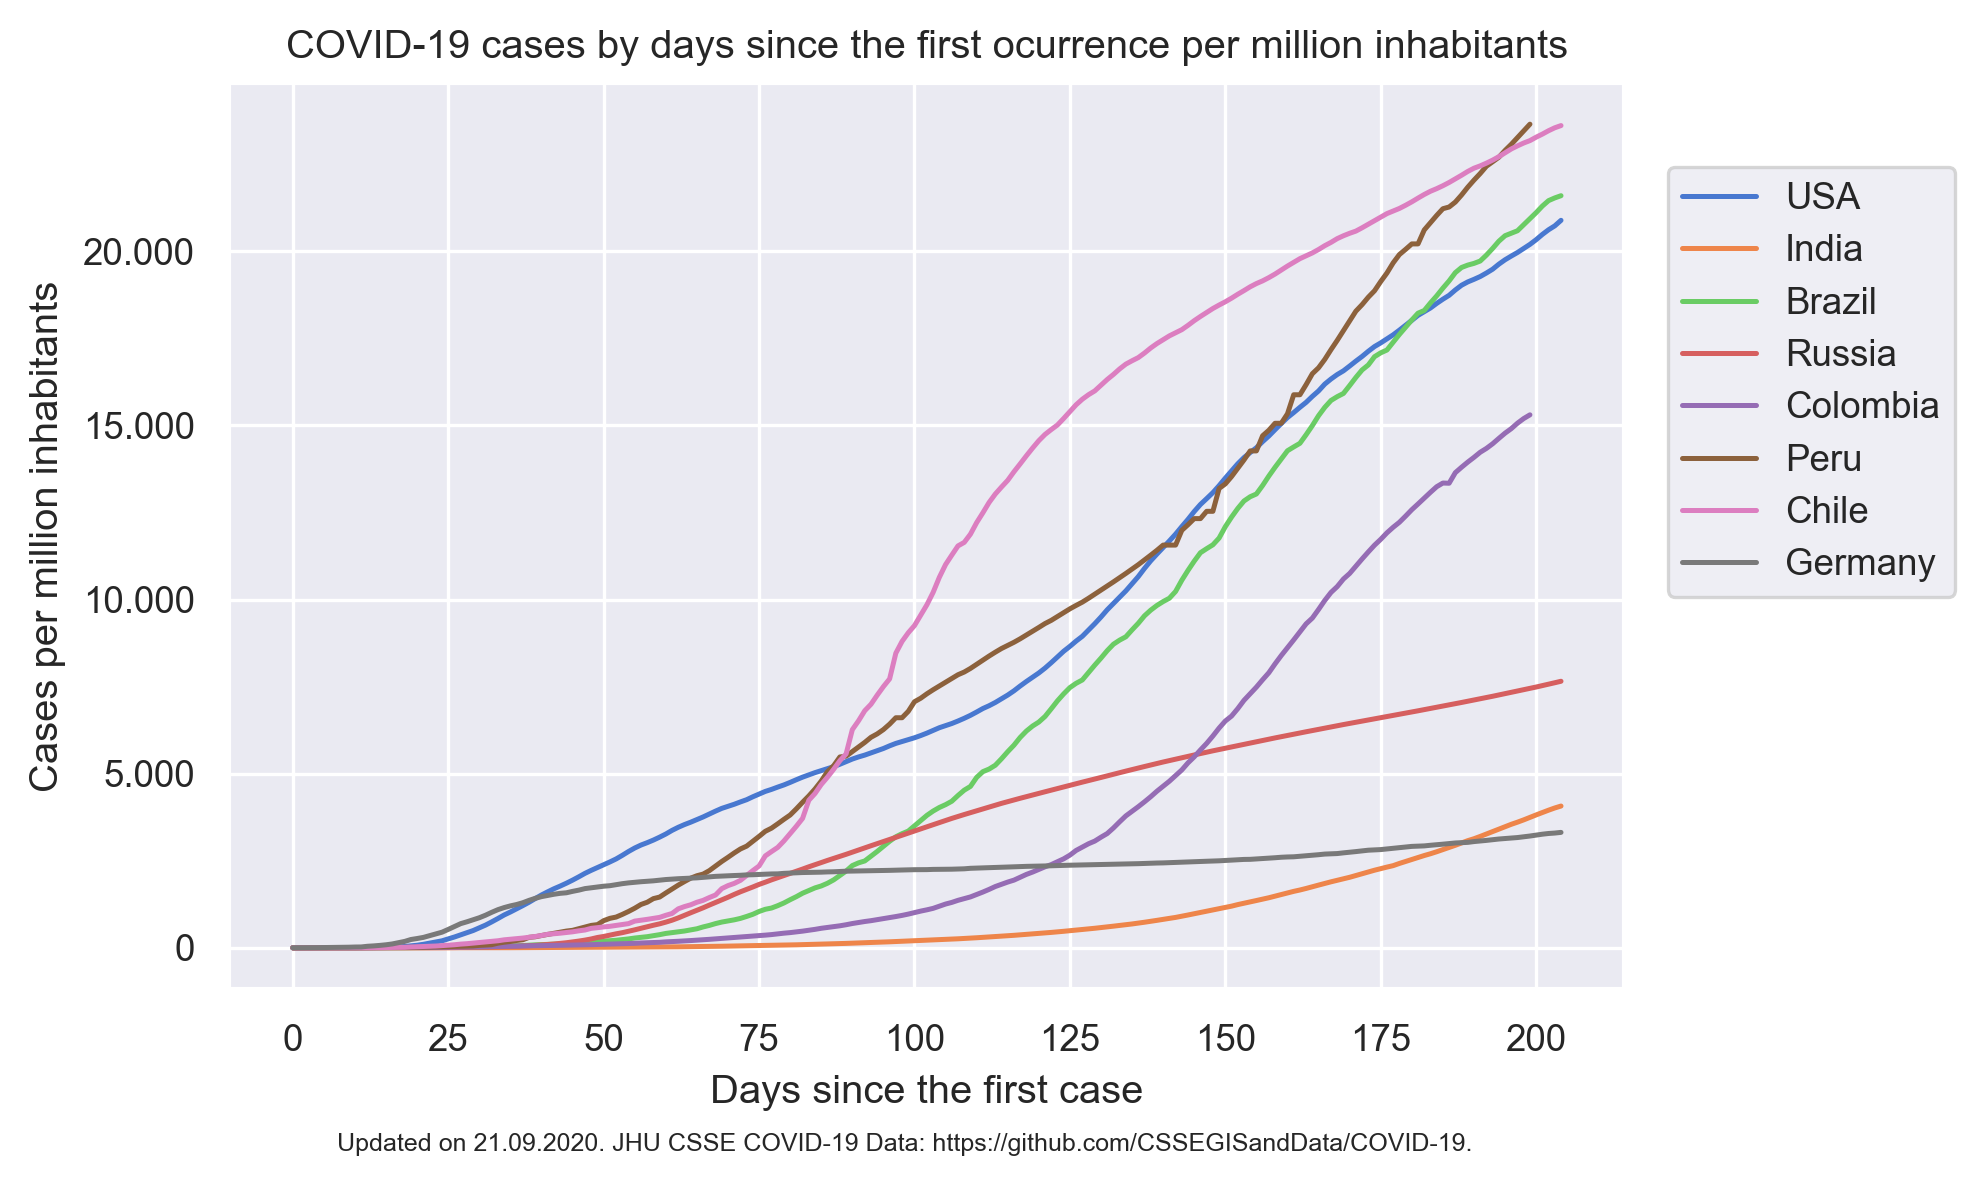 COVID-19 cases by days since the first ocurrence per million inhabitants
Cases per million inhabitants
20.000
15.000
10.000
5.000
0
0 25 50 75 100 125 150 175 200
Days since the first case
USA
India
Brazil
Russia
Colombia
Peru
Chile
Germany
Updated on 21.09.2020. JHU CSSE COVID-19 Data: https://github.com/CSSEGISandData/COVID-19.